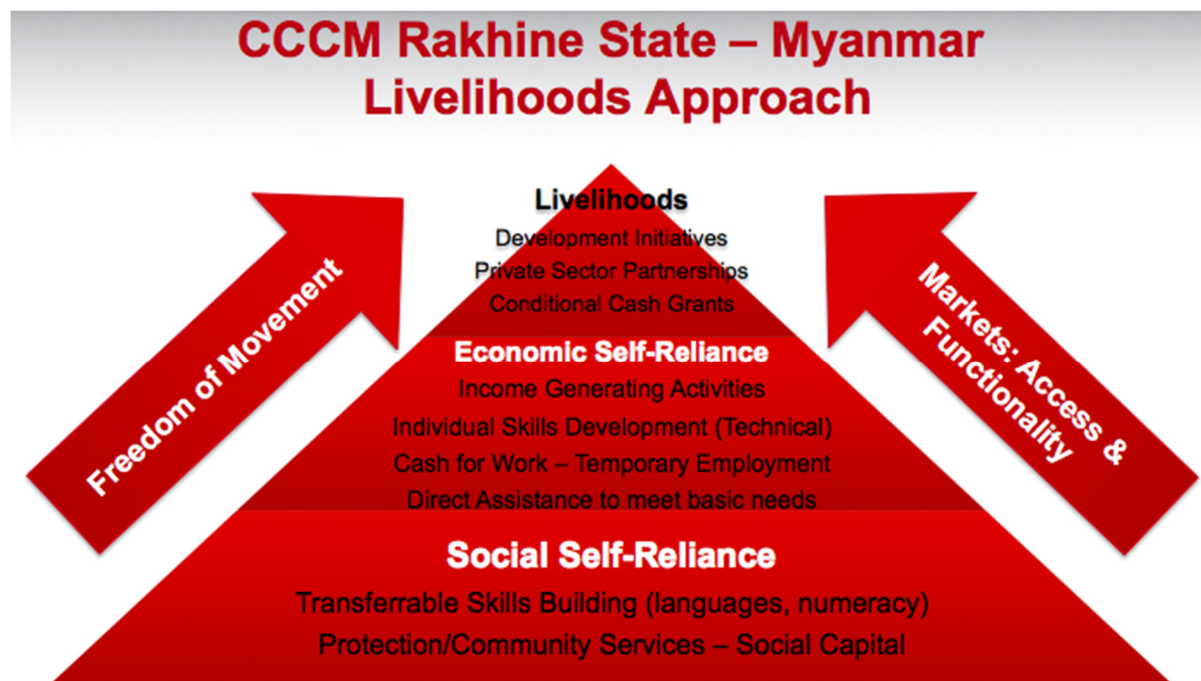 CCCM Rakhine State – Myanmar
Livelihoods Approach
Livelihoods
Development Initiatives
Private Sector Partnerships
Conditional Cash Grants
Freedom of Movement
Markets: Access &
Functionality
Economic Self-Reliance
Income Generating Activities
Individual Skills Development (Technical)
Cash for Work – Temporary Employment
Direct Assistance to meet basic needs
Social Self-Reliance
Transferrable Skills Building (languages, numeracy)
Protection/Community Services – Social Capital